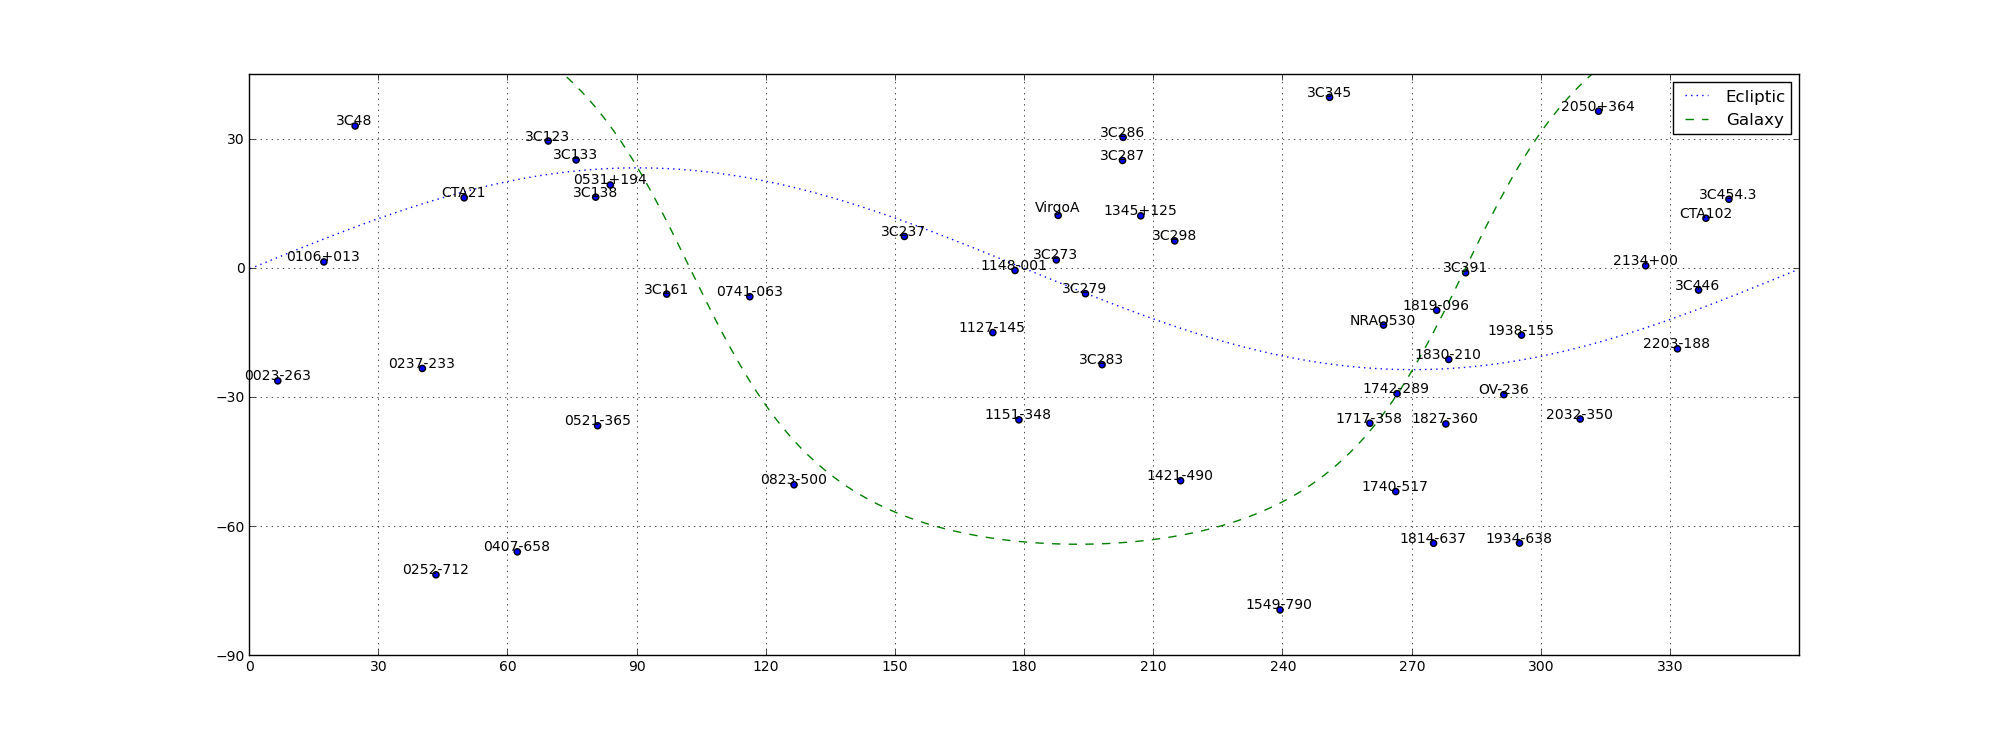 3C345
Ecliptic
2050+364
Galaxy
3C48
3C123
3C286
3C133
3C287
0531+194
CTA21
3C138
3C454.3
VirgoA
1345+125
CTA102
3C237
3C298
0106+013
3C273
1148-001
3C391
2134+00
3C161
0741-063
3C279
3C446
1819-096
NRAO530
1127-145
1938-155
2203-188
1830-210
3C283
0237-233
0023-263
1742-289
OV-236
0521-365
1151-348
1717-358
1827-360
2032-350
0823-500
1421-490
1740-517
0407-658
1814-637
1934-638
0252-712
1549-790
30
0
−30
−60
−90
0 30 60 90 120 150 180 210 240 270 300 330